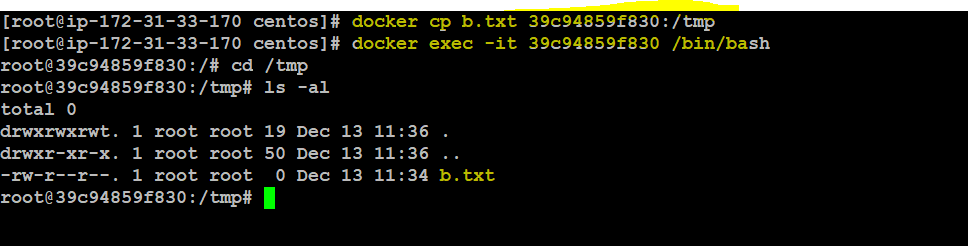 [root@ip-172-31-33-170 centos]# docker cp b.txt 39c94859f830:/tmp
[root@ip-172-31-33-170 centos]# docker exec -it 39c94859f830 /bin/bash
root@39c94859f830:/# cd /tmp
root@39c94859f830:/tmp# ls -al
total 0
drwxrwxrwt. 1 root root 19 Dec 13 11:36 .
drwxr-xr-x. 1 root root 50 Dec 13 11:36 ..
-rw-r--r--. 1 root root  0 Dec 13 11:34 b.txt
root@39c94859f830:/tmp#